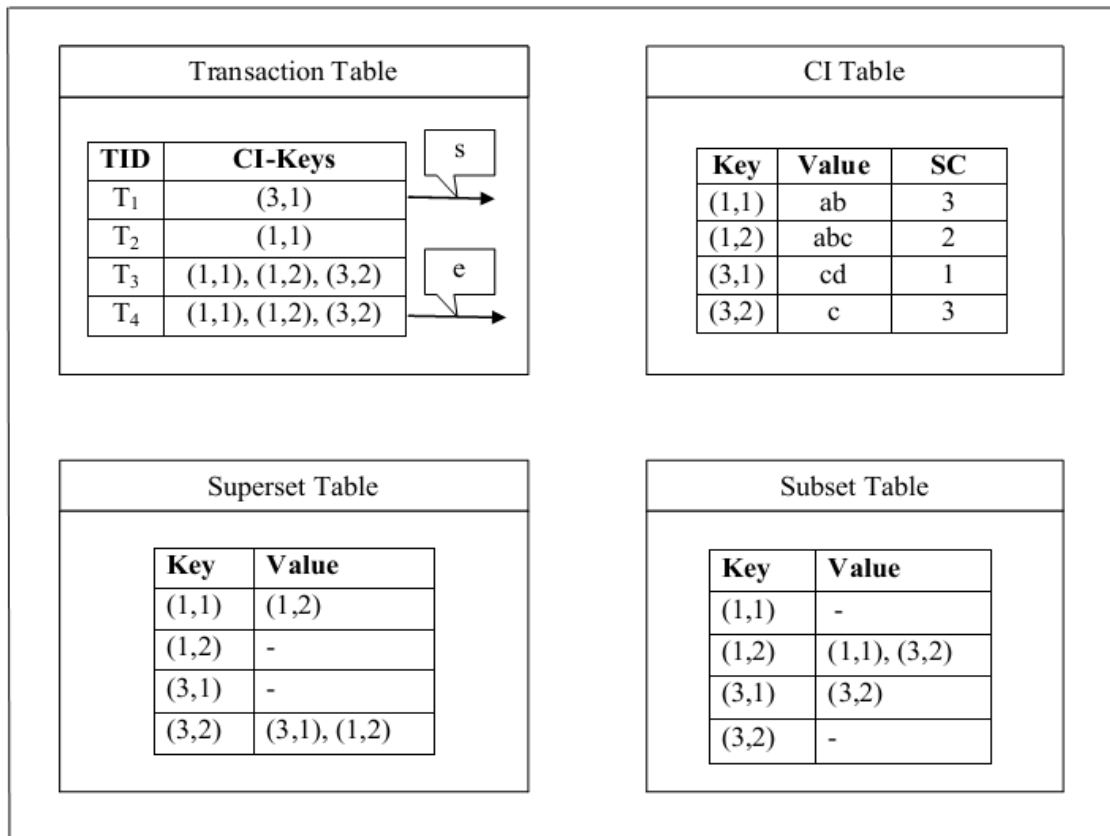 Transaction Table
TID CI-Keys
T1 (3,1)
T2 (1,1)
T3 (1,1), (1,2), (3,2)
T4 (1,1), (1,2), (3,2)
s
e
CI Table
Key Value SC
(1,1) ab 3
(1,2) abc 2
(3,1) cd 1
(3,2) c 3
Superset Table
Key Value
(1,1) (1,2)
(1,2) -
(3,1) -
(3,2) (3,1), (1,2)
Subset Table
Key Value
(1,1) -
(1,2) (1,1), (3,2)
(3,1) (3,2)
(3,2) -